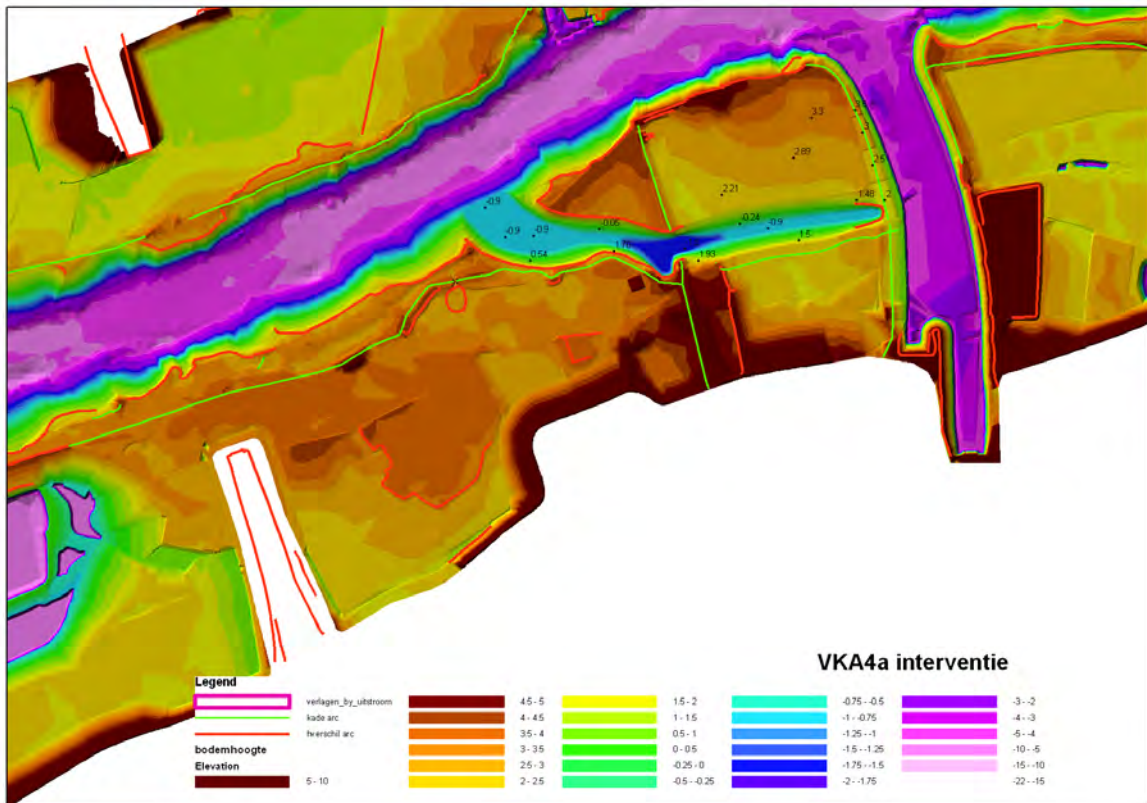 3.3
2.89
2.5
2.21
1.46
2
-0.9
-0.05
-0.24
-0.9
-0.9
-0.9
1.5
0.54
1.76
1.93
VKA4a interventie
Legend
verlagen_by_uitstroom
kade arc
hverschil arc
bodemhoogte
Elevation
5 - 10
4.5 - 5
4 - 4.5
3.5 - 4
3 - 3.5
2.5 - 3
2 - 2.5
1.5 - 2
1 - 1.5
0.5 - 1
0 - 0.5
-0.25 - 0
-0.5 - -0.25
-0.75 - -0.5
-1 - -0.75
-1.25 - -1
-1.5 - -1.25
-1.75 - -1.5
-2 - -1.75
-3 - -2
-4 - -3
-5 - -4
-10 - -5
-15 - -10
-22 - -15